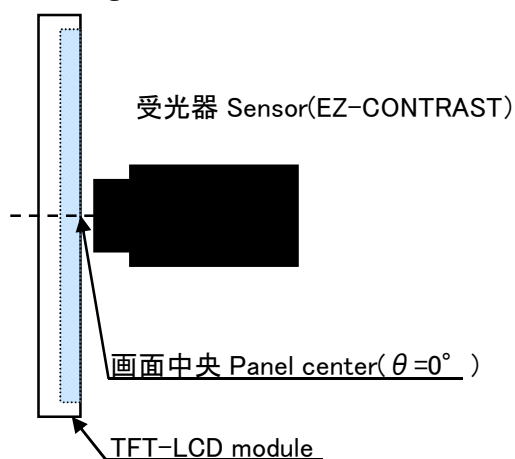 受光器 Sensor(EZ-CONTRAST)
画面中央 Panel center(θ=0°)
TFT-LCD module